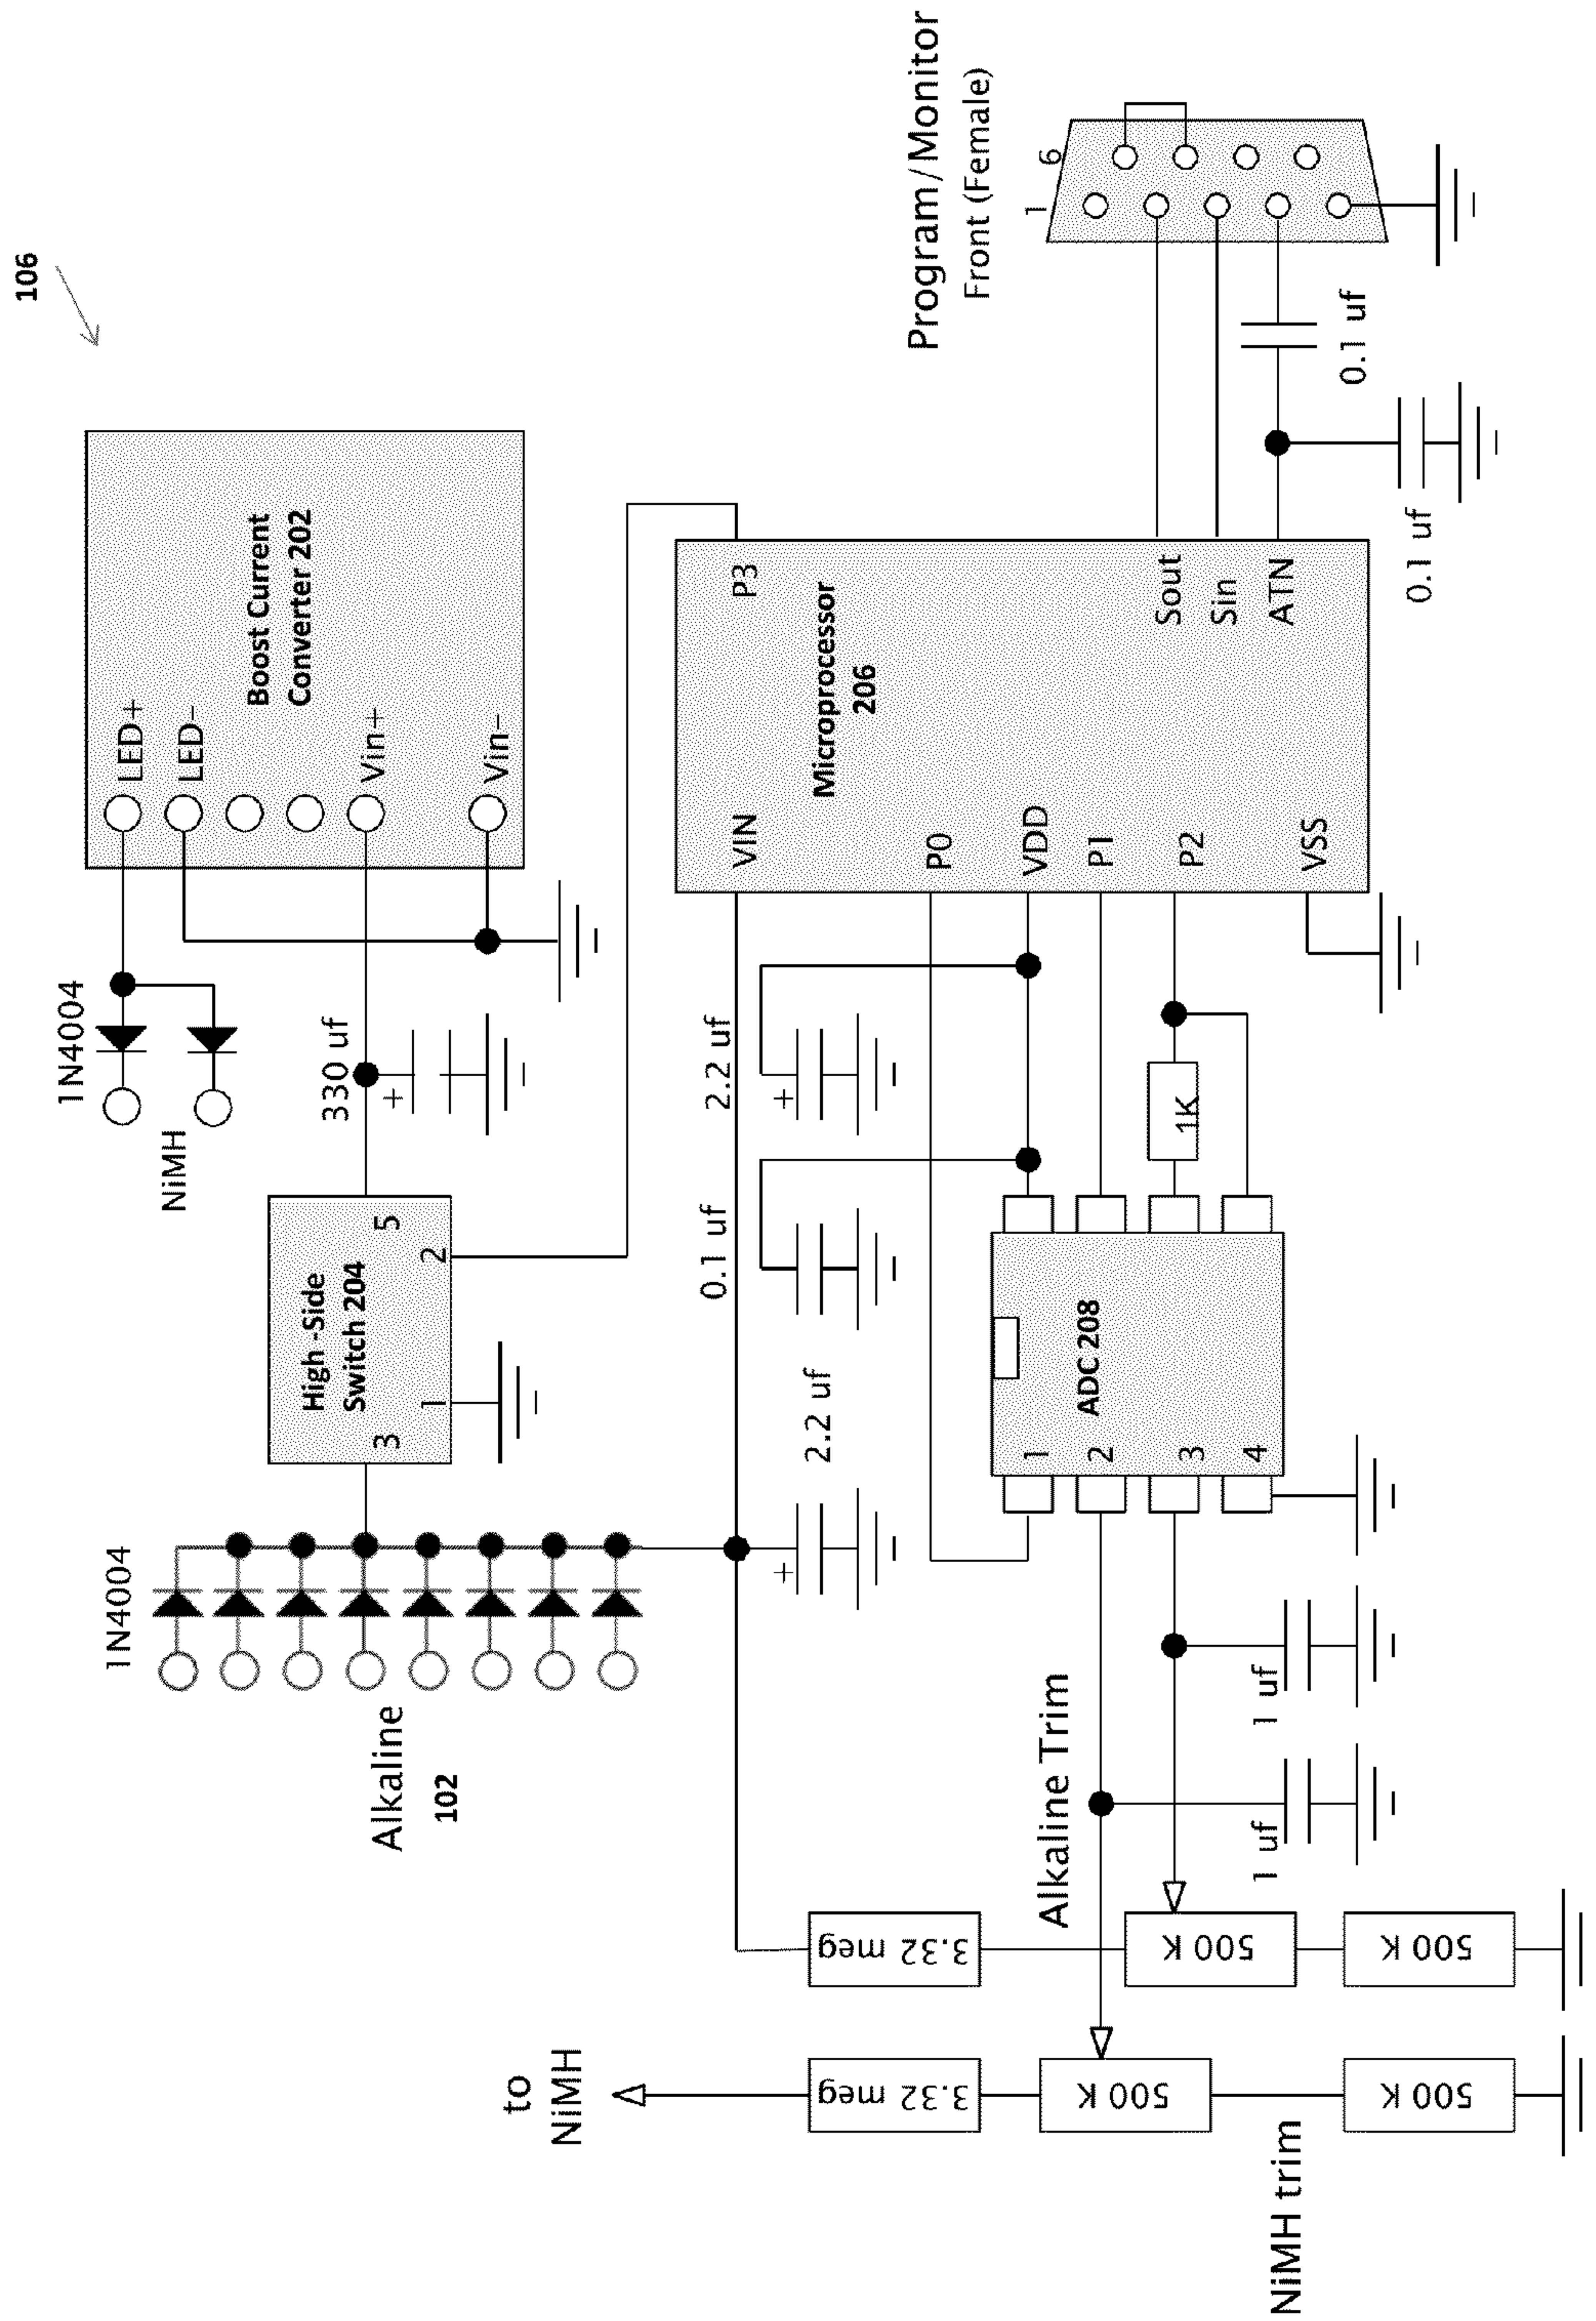 106
Program/Monitor
Front (Female)
1
6
0.1 uf
0.1 uf
Boost Current
Converter 202
LED+
LED−
Vin+
Vin−
1N4004
NiMH
330 uf
+
High -Side
Switch 204
3
1
2
5
1N4004
Alkaline
102
Microprocessor
206
P3
Sout
Sin
ATN
VIN
P0
VDD
P1
P2
VSS
2.2 uf
+
0.1 uf
2.2 uf
+
1K
ADC 208
1
2
3
4
Alkaline Trim
1 uf
1 uf
3.32 meg
500 K
500 K
to
NiMH
3.32 meg
500 K
500 K
NiMH trim